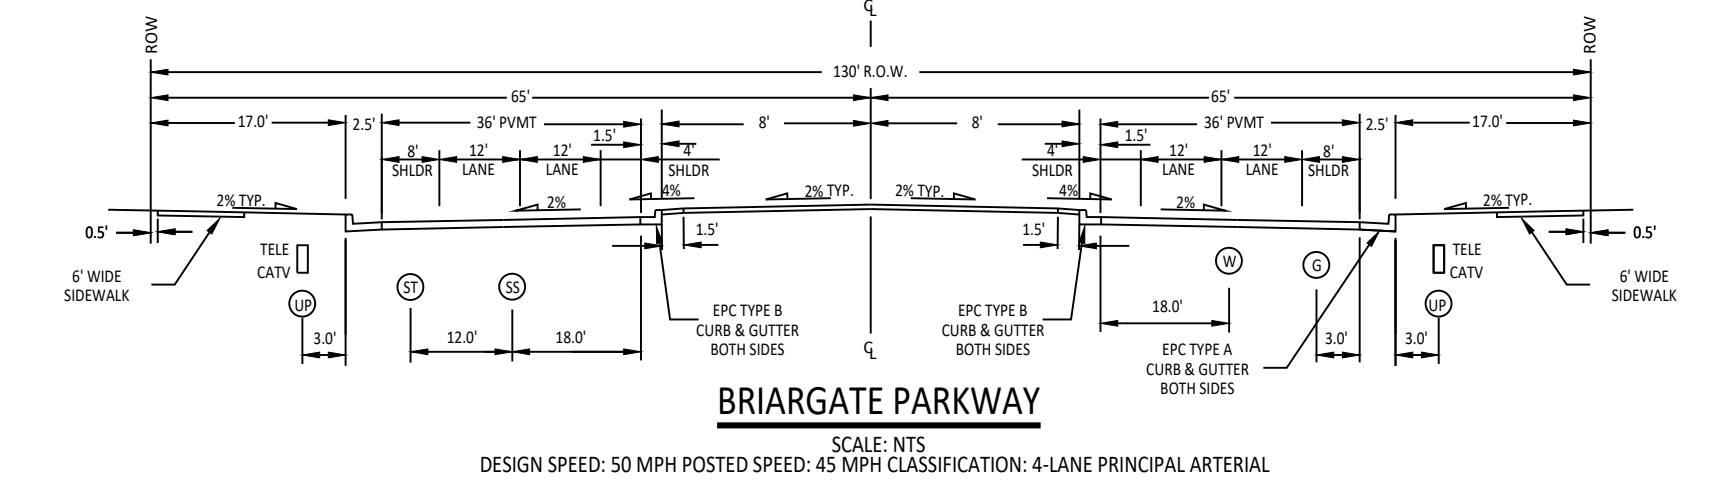 ROW
℄
ROW
130' R.O.W.
65'
65'
17.0'
2.5'
36' PVMT
8'
8'
36' PVMT
2.5'
17.0'
1.5'
1.5'
8'
SHLDR
12'
LANE
12'
LANE
4'
SHLDR
4'
SHLDR
12'
LANE
12'
LANE
8'
SHLDR
2% TYP.
2%
4%
2% TYP.
2% TYP.
4%
2%
2% TYP.
0.5'
1.5'
1.5'
0.5'
6' WIDE
SIDEWALK
TELE
CATV
UP
ST
SS
W
G
TELE
CATV
UP
6' WIDE
SIDEWALK
3.0'
12.0'
18.0'
EPC TYPE B
CURB & GUTTER
BOTH SIDES
℄
EPC TYPE B
CURB & GUTTER
BOTH SIDES
18.0'
EPC TYPE A
CURB & GUTTER
BOTH SIDES
3.0'
3.0'
BRIARGATE PARKWAY
SCALE: NTS
DESIGN SPEED: 50 MPH POSTED SPEED: 45 MPH CLASSIFICATION: 4-LANE PRINCIPAL ARTERIAL